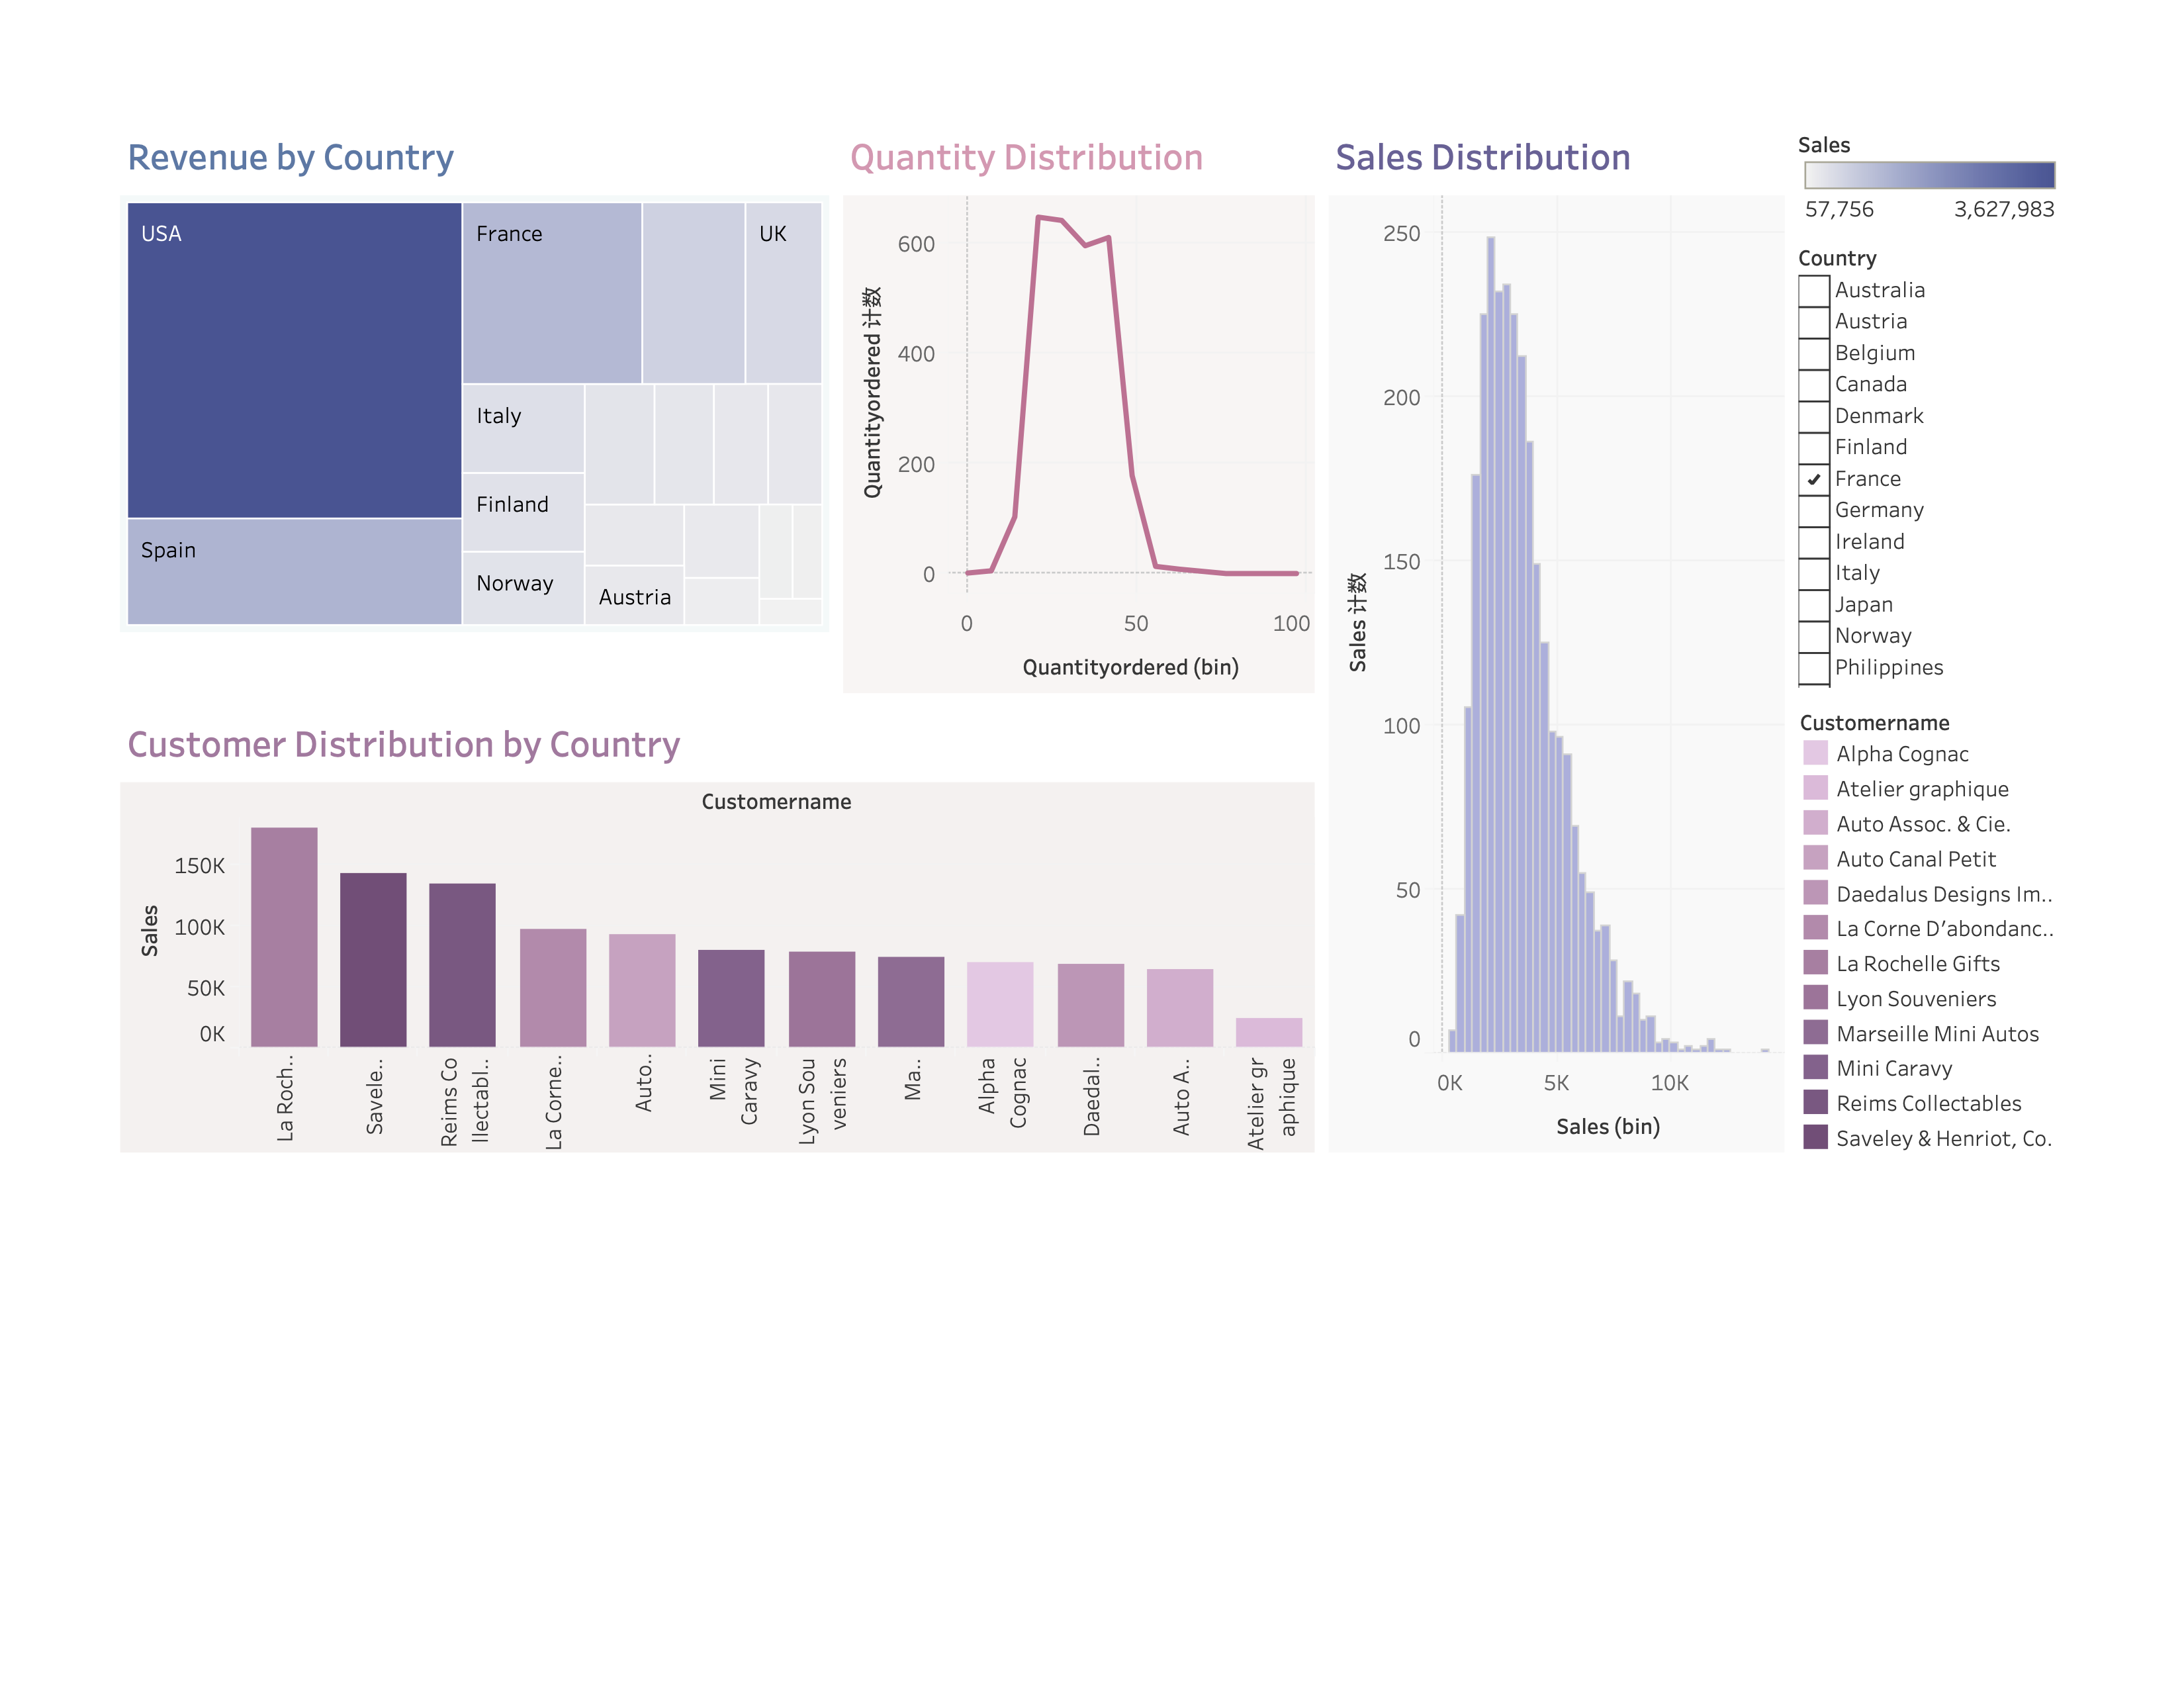 Revenue by Country
USA
France
UK
Italy
Finland
Spain
Norway
Austria
Quantity Distribution
600
400
200
0
Quantityordered 计数
0 50 100
Quantityordered (bin)
Sales Distribution
250
200
150
100
50
0
Sales 计数
0K 5K 10K
Sales (bin)
Sales
57,756 3,627,983
Country
Australia
Austria
Belgium
Canada
Denmark
Finland
France
Germany
Ireland
Italy
Japan
Norway
Philippines
Customername
Alpha Cognac
Atelier graphique
Auto Assoc. & Cie.
Auto Canal Petit
Daedalus Designs Im..
La Corne D’abondanc..
La Rochelle Gifts
Lyon Souveniers
Marseille Mini Autos
Mini Caravy
Reims Collectables
Saveley & Henriot, Co.
Customer Distribution by Country
Customername
150K
100K
50K
0K
Sales
La Roch..
Savele..
Reims Co
llectabl..
La Corne..
Auto..
Mini
Caravy
Lyon Sou
veniers
Ma..
Alpha
Cognac
Daedal..
Auto A..
Atelier gr
aphique